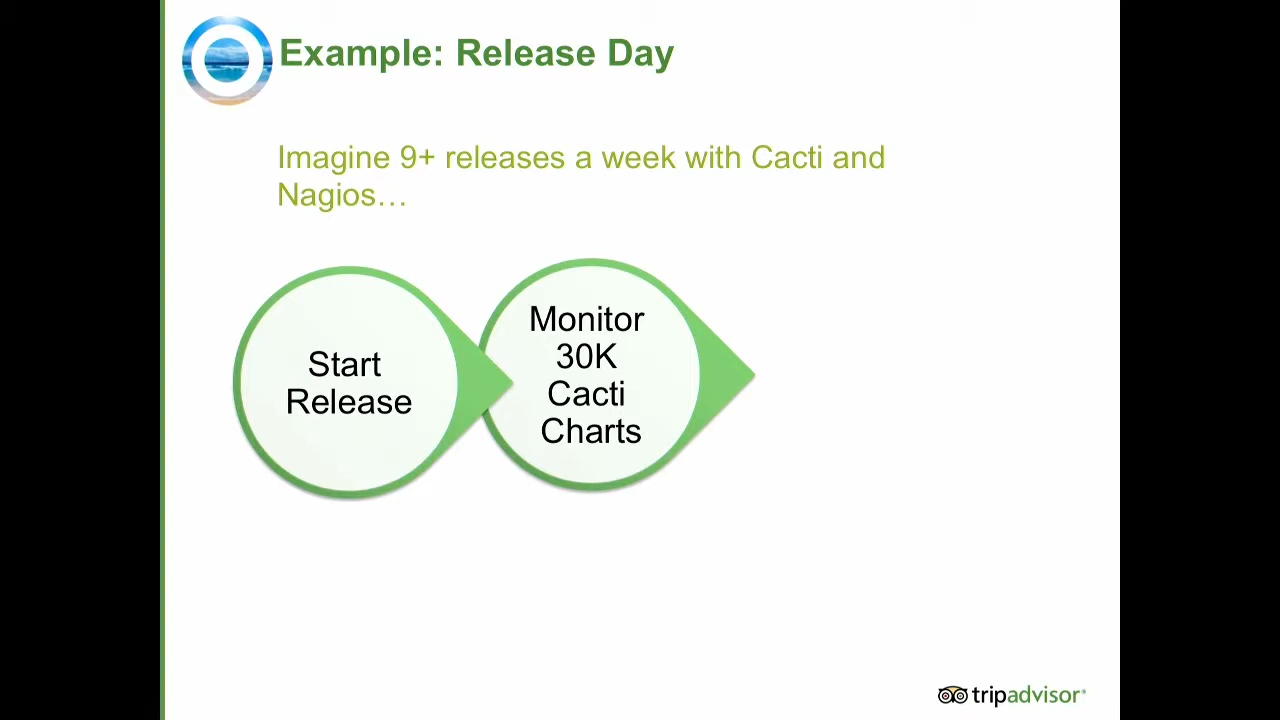 Example: Release Day
Imagine 9+ releases a week with Cacti and
Nagios…
Start
Release
Monitor
30K
Cacti
Charts
tripadvisor®